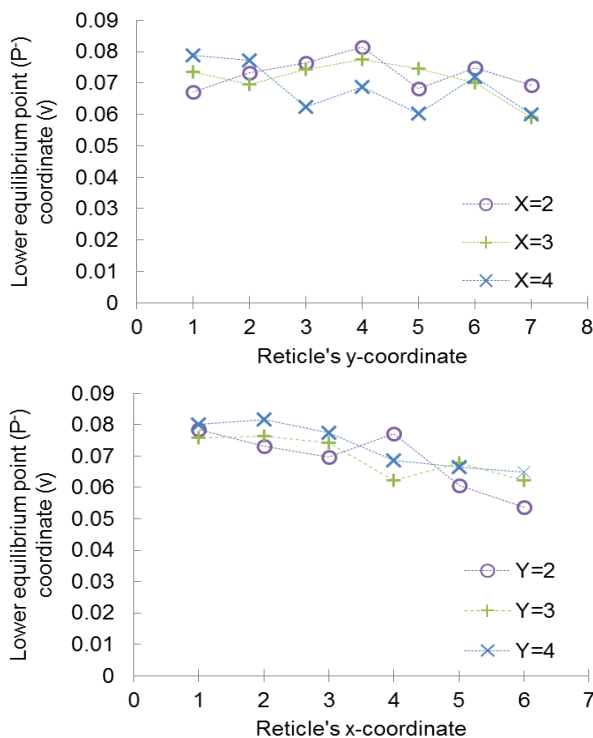 Lower equilibrium point (P-)
coordinate (v)
0.09
0.08
0.07
0.06
0.05
0.04
0.03
0.02
0.01
0
X=2
X=3
X=4
0 1 2 3 4 5 6 7 8
Reticle's y-coordinate
Lower equilibrium point (P-)
coordinate (v)
0.09
0.08
0.07
0.06
0.05
0.04
0.03
0.02
0.01
0
Y=2
Y=3
Y=4
0 1 2 3 4 5 6 7
Reticle's x-coordinate